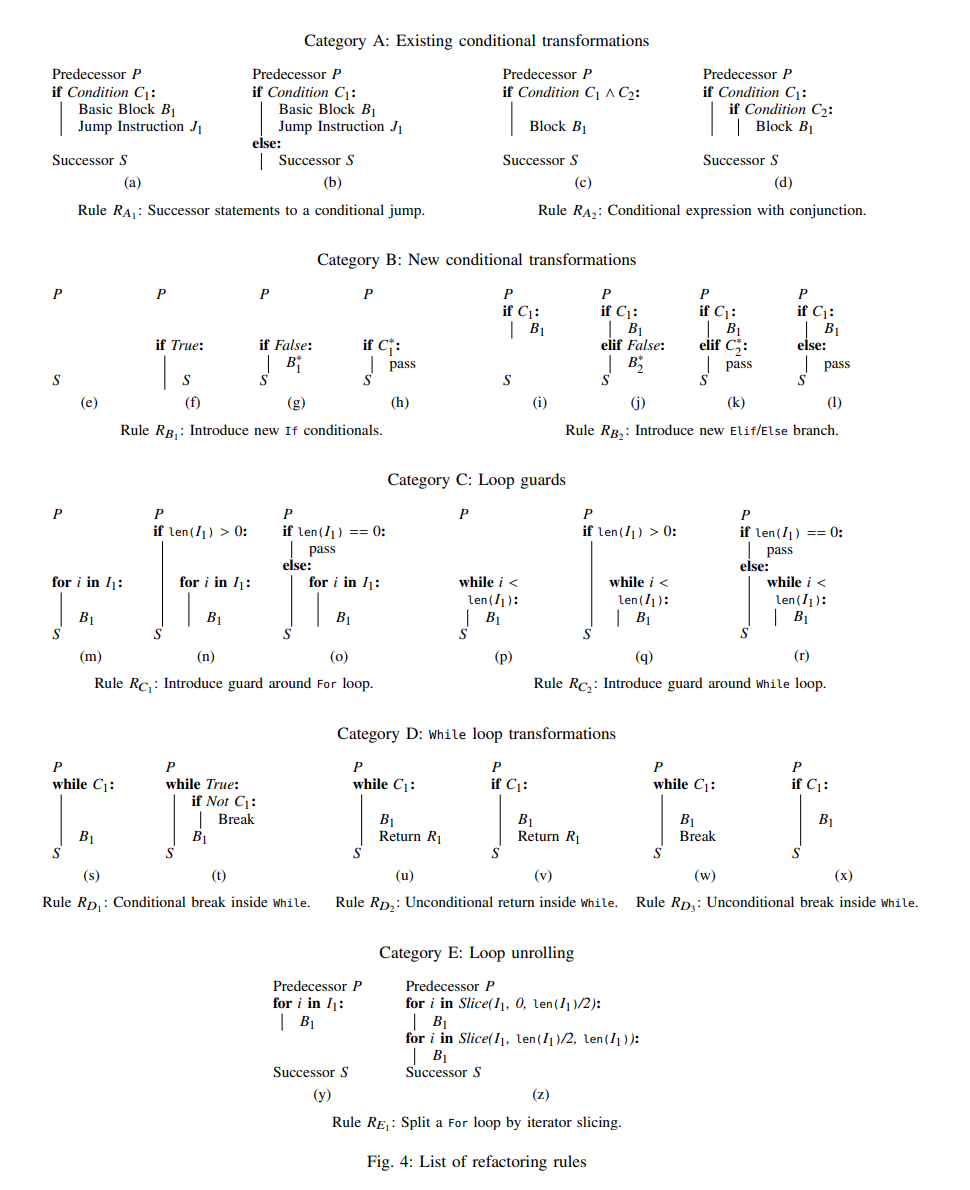 Category A: Existing conditional transformations
Predecessor P
if Condition C1:
Basic Block B1
Jump Instruction J1
Successor S
(a)
Predecessor P
if Condition C1:
Basic Block B1
Jump Instruction J1
else:
Successor S
(b)
Rule RA1: Successor statements to a conditional jump.
Predecessor P
if Condition C1 ∧ C2:
Block B1
Successor S
(c)
Predecessor P
if Condition C1:
if Condition C2:
Block B1
Successor S
(d)
Rule RA2: Conditional expression with conjunction.
Category B: New conditional transformations
P
S
(e)
P
if True:
S
(f)
P
if False:
B1*
S
(g)
P
if C1*:
pass
S
(h)
Rule RB1: Introduce new If conditionals.
P
if C1:
B1
S
(i)
P
if C1:
B1
elif False:
B2*
S
(j)
P
if C1:
B1
elif C2*:
pass
S
(k)
P
if C1:
B1
else:
pass
S
(l)
Rule RB2: Introduce new Elif/Else branch.
Category C: Loop guards
P
for i in I1:
B1
S
(m)
P
if len(I1) > 0:
for i in I1:
B1
S
(n)
P
if len(I1) == 0:
pass
else:
for i in I1:
B1
S
(o)
Rule RC1: Introduce guard around For loop.
P
while i <
len(I1):
B1
S
(p)
P
if len(I1) > 0:
while i <
len(I1):
B1
S
(q)
P
if len(I1) == 0:
pass
else:
while i <
len(I1):
B1
S
(r)
Rule RC2: Introduce guard around While loop.
Category D: While loop transformations
P
while C1:
B1
S
(s)
P
while True:
if Not C1:
Break
B1
S
(t)
Rule RD1: Conditional break inside While.
P
while C1:
B1
Return R1
S
(u)
P
if C1:
B1
Return R1
S
(v)
Rule RD2: Unconditional return inside While.
P
while C1:
B1
Break
S
(w)
P
if C1:
B1
S
(x)
Rule RD3: Unconditional break inside While.
Category E: Loop unrolling
Predecessor P
for i in I1:
B1
Successor S
(y)
Predecessor P
for i in Slice(I1, 0, len(I1)/2):
B1
for i in Slice(I1, len(I1)/2, len(I1)):
B1
Successor S
(z)
Rule RE1: Split a For loop by iterator slicing.
Fig. 4: List of refactoring rules